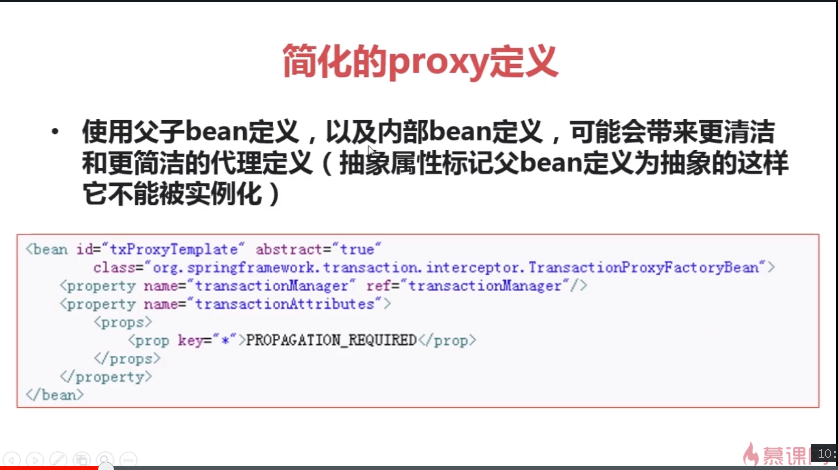 简化的proxy定义
• 使用父子bean定义，以及内部bean定义，可能会带来更清洁
和更简洁的代理定义（抽象属性标记父bean定义为抽象的这样
它不能被实例化）
<bean id="txProxyTemplate" abstract="true"
class="org.springframework.transaction.interceptor.TransactionProxyFactoryBean">
<property name="transactionManager" ref="transactionManager"/>
<property name="transactionAttributes">
<props>
<prop key="*">PROPAGATION_REQUIRED</prop>
</props>
</property>
</bean>
慕课